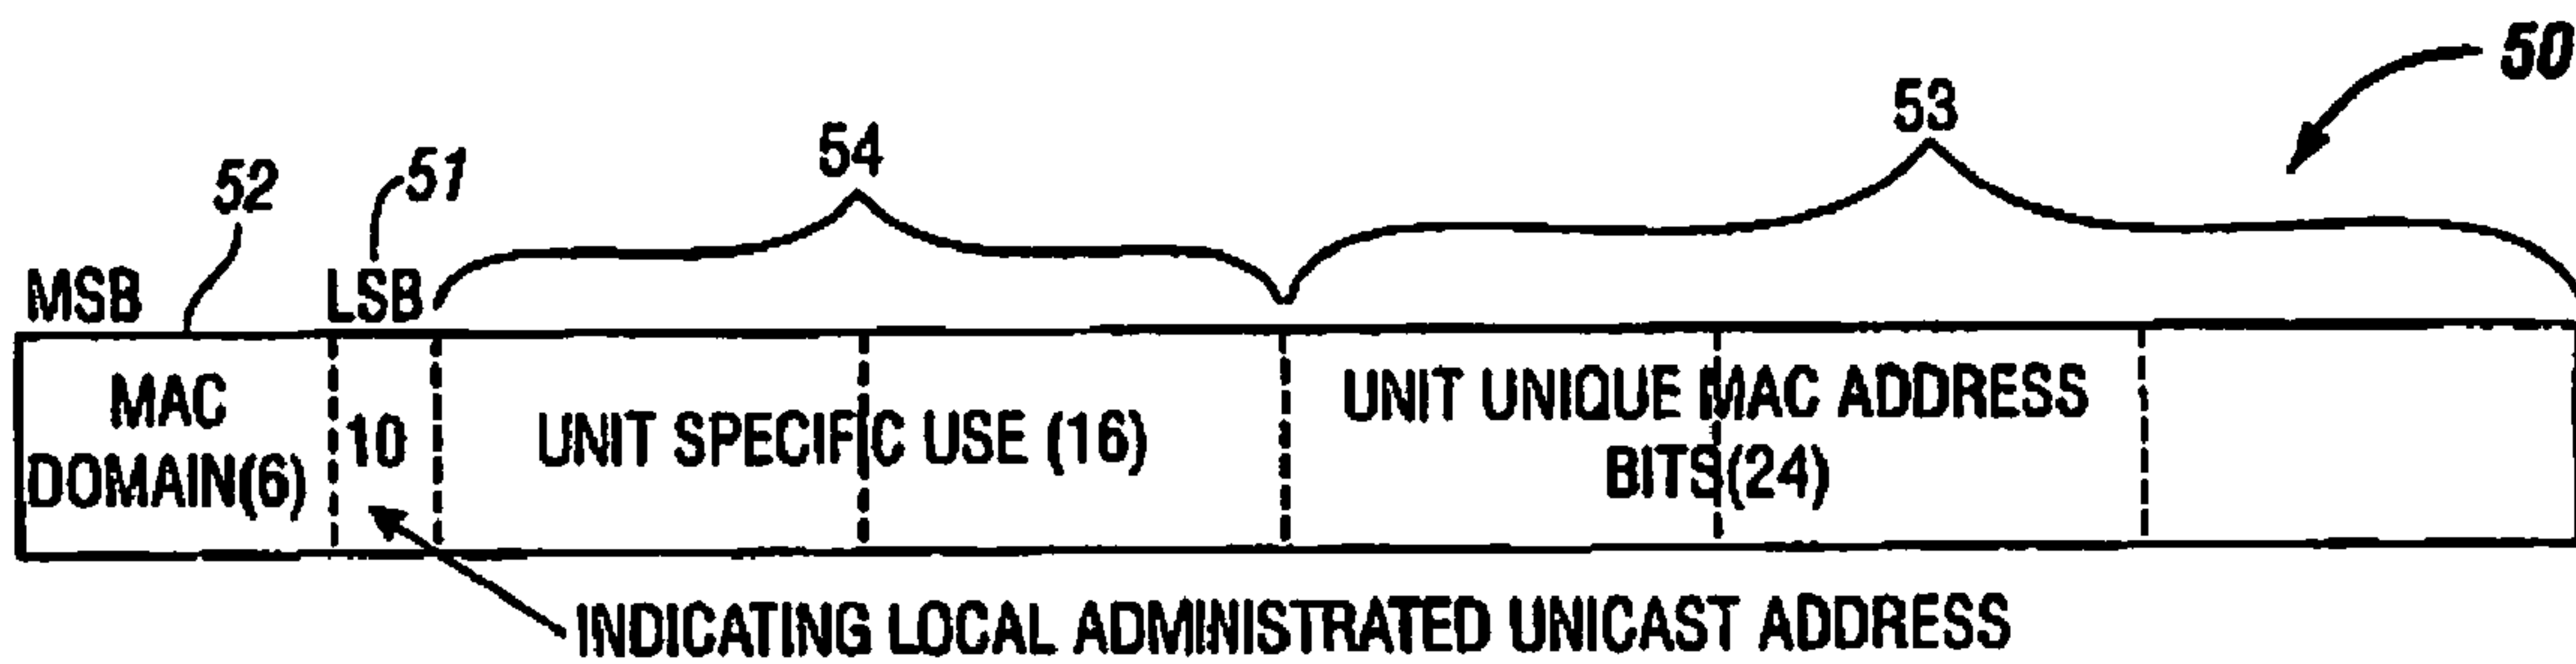 50
53
54
52
51
MSB LSB
MAC
DOMAIN(6)
10
UNIT SPECIFIC USE (16)
UNIT UNIQUE MAC ADDRESS
BITS(24)
INDICATING LOCAL ADMINISTRATED UNICAST ADDRESS